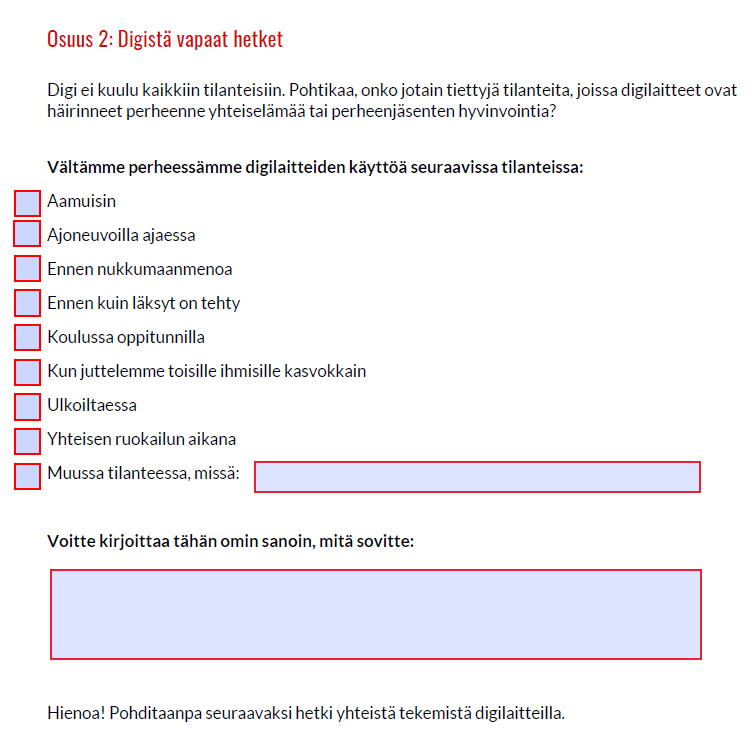 Osuus 2: Digistä vapaat hetket
Digi ei kuulu kaikkiin tilanteisiin. Pohtikaa, onko jotain tiettyjä tilanteita, joissa digilaitteet ovat
häirinneet perheenne yhteiselämää tai perheenjäsenten hyvinvointia?
Vältämme perheessämme digilaitteiden käyttöä seuraavissa tilanteissa:
Aamuisin
Ajoneuvoilla ajaessa
Ennen nukkumaanmenoa
Ennen kuin läksyt on tehty
Koulussa oppitunnilla
Kun juttelemme toisille ihmisille kasvokkain
Ulkoiltaessa
Yhteisen ruokailun aikana
Muussa tilanteessa, missä:
Voitte kirjoittaa tähän omin sanoin, mitä sovitte:
Hienoa! Pohditaanpa seuraavaksi hetki yhteistä tekemistä digilaitteilla.